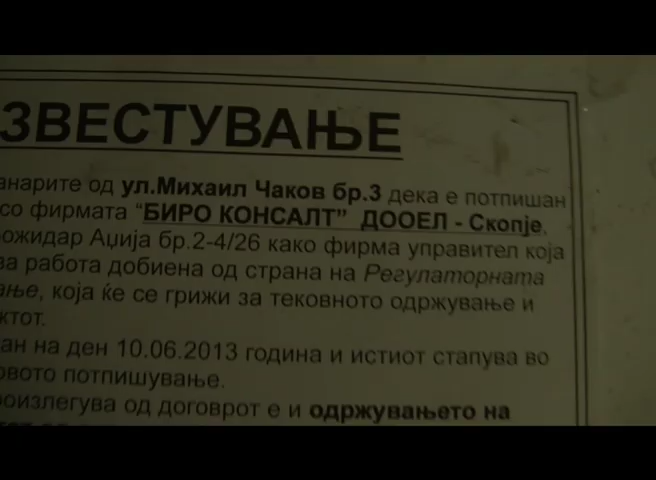 ЗВЕСТУВАЊЕ
анарите од ул.Михаил Чаков бр.3 дека е потпишан
со фирмата “БИРО КОНСАЛТ” ДООЕЛ - Скопје,
ожидар Аџија бр.2-4/26 како фирма управител која
ва работа добиена од страна на Регулаторната
ање, која ќе се грижи за тековното одржување и
ктот.
ан на ден 10.06.2013 година и истиот стапува во
овото потпишување.
оизлегува од договрот е и одржувањето на